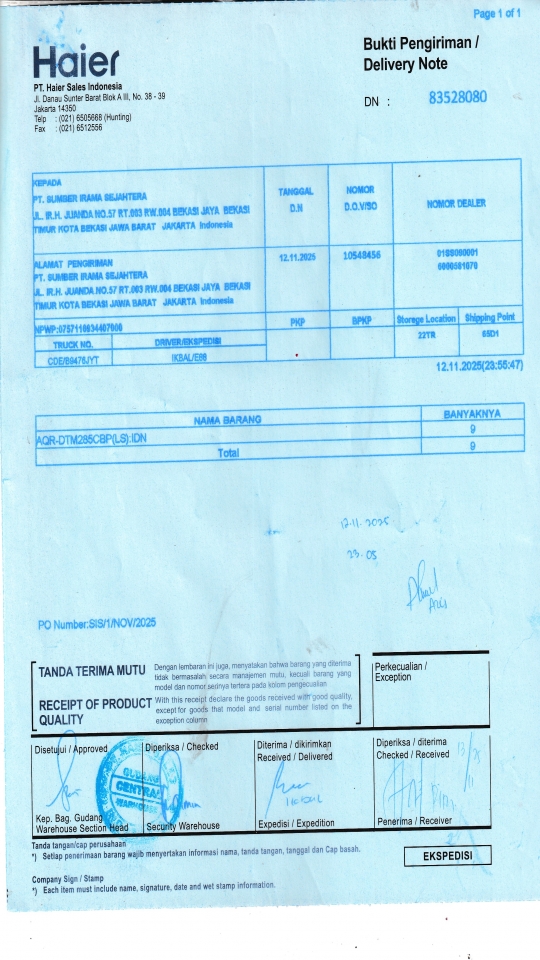 Page 1 of 1
Haier
Bukti Pengiriman /
Delivery Note
PT. Haier Sales Indonesia
Jl. Danau Sunter Barat Blok A III, No. 38 - 39
Jakarta 14350
Telp : (021) 6505668 (Hunting)
Fax : (021) 6512556
DN : 83528080
KEPADA
PT. SUMBER IRAMA SEJAHTERA
JL. IR.H. JUANDA NO.57 RT.003 RW.004 BEKASI JAYA BEKASI
TIMUR KOTA BEKASI JAWA BARAT JAKARTA Indonesia
TANGGAL
D.N
NOMOR
D.O.V/SO
NOMOR DEALER
ALAMAT PENGIRIMAN
PT. SUMBER IRAMA SEJAHTERA
JL. IR.H. JUANDA NO.57 RT.003 RW.004 BEKASI JAYA BEKASI
TIMUR KOTA BEKASI JAWA BARAT JAKARTA Indonesia
12.11.2025
10548456
PKP
BPKP
Storage Location
Shipping Point
22TR
65D1
TRUCK NO.
DRIVER/EKSPEDISI
IKBAL/E88
12.11.2025(23:55:47)
NAMA BARANG
BANYAKNYA
AQR-DTM285CBP(LS):IDN
9
Total
9
12.11.2025
23.05
PO Number:SIS/1/NOV/2025
TANDA TERIMA MUTU
Dengan lembaran ini juga, menyatakan bahwa barang yang diterima
tidak bermasalah secara manajemen mutu, kecuali barang yang
model dan nomor serinya tertera pada kolom pengecualian
RECEIPT OF PRODUCT
QUALITY
With this receipt declare the goods received with good quality,
except for goods that model and serial number listed on the
exception column
Perkecualian /
Exception
Disetujui / Approved
Diperiksa / Checked
Diterima / dikirimkan
Received / Delivered
Diperiksa / diterima
Checked / Received
GUDANG
CENTRAL
WAREHOUSE
Kep. Bag. Gudang
Warehouse Section Head
Security Warehouse
Expedisi / Expedition
Penerima / Receiver
Tanda tangan/cap perusahaan
*) Setiap penerimaan barang wajib menyertakan informasi nama, tanda tangan, tanggal dan Cap basah.
EKSPEDISI
Company Sign / Stamp
*) Each item must include name, signature, date and wet stamp information.